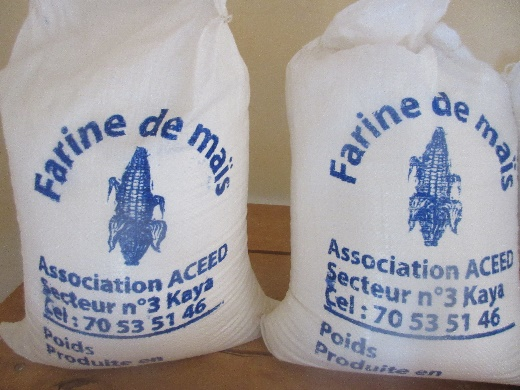 Farine de maïs
Association ACEED
Secteur n°3 Kaya
Cel : 70 53 51 46
Poids
Produite en
Farine de maïs
Association ACEED
Secteur n°3 Kaya
Cel : 70 53 51 46
Poids
Produite en